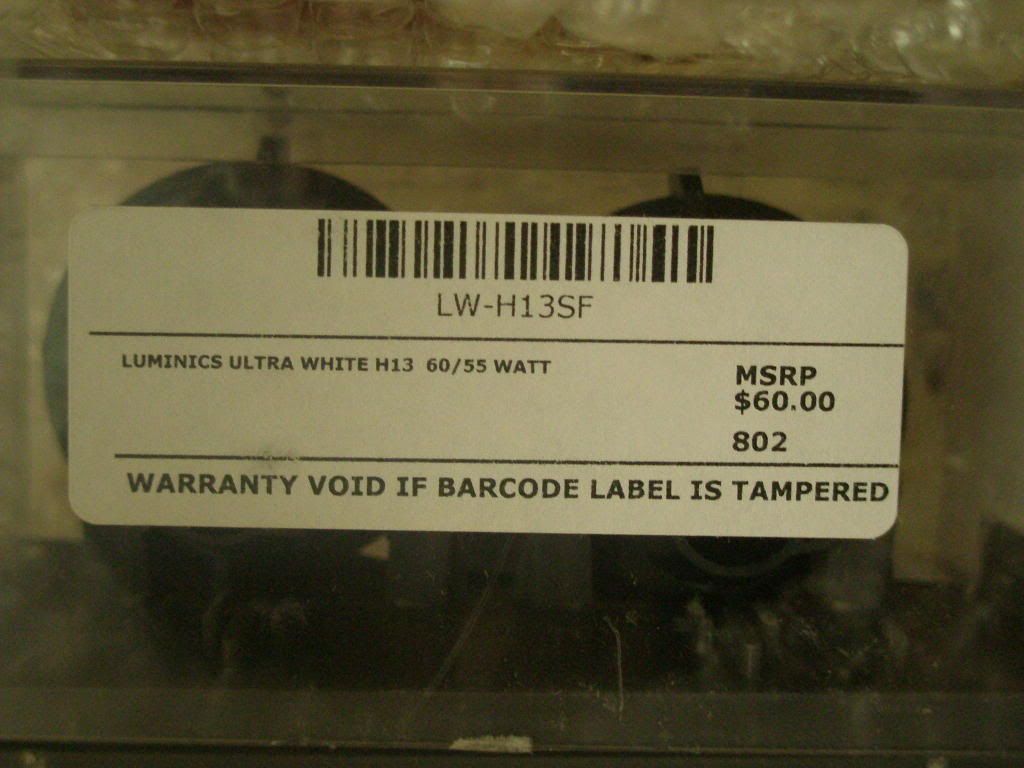 LW-H13SF
LUMINICS ULTRA WHITE H13 60/55 WATT
MSRP
$60.00
802
WARRANTY VOID IF BARCODE LABEL IS TAMPERED